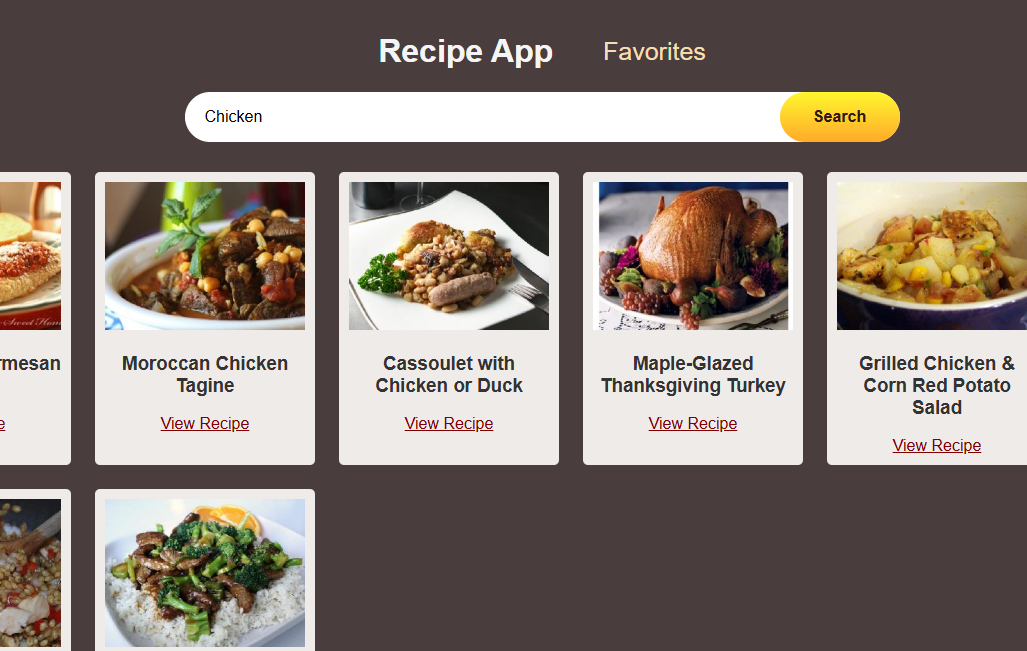 Recipe App
Favorites
Chicken
Search
Moroccan Chicken
Tagine
View Recipe
Cassoulet with
Chicken or Duck
View Recipe
Maple-Glazed
Thanksgiving Turkey
View Recipe
Grilled Chicken &
Corn Red Potato
Salad
View Recipe